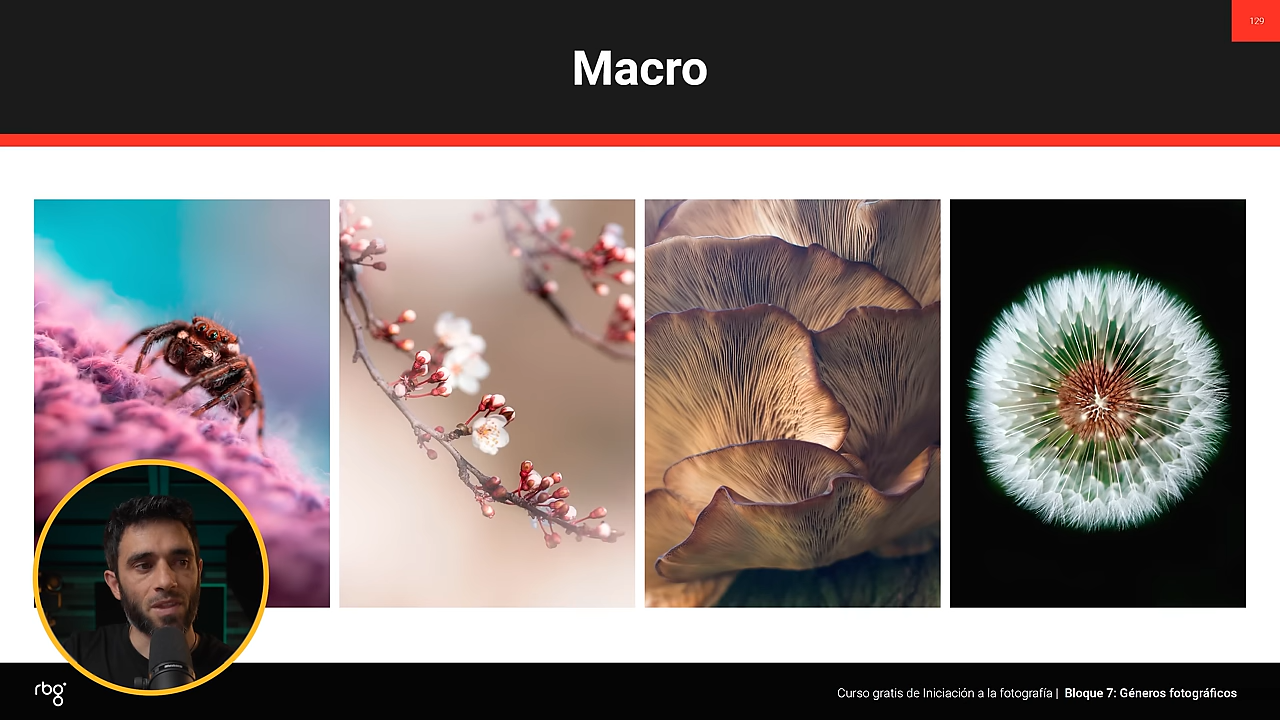 129
Macro
rbg
Curso gratis de Iniciación a la fotografía | Bloque 7: Géneros fotográficos